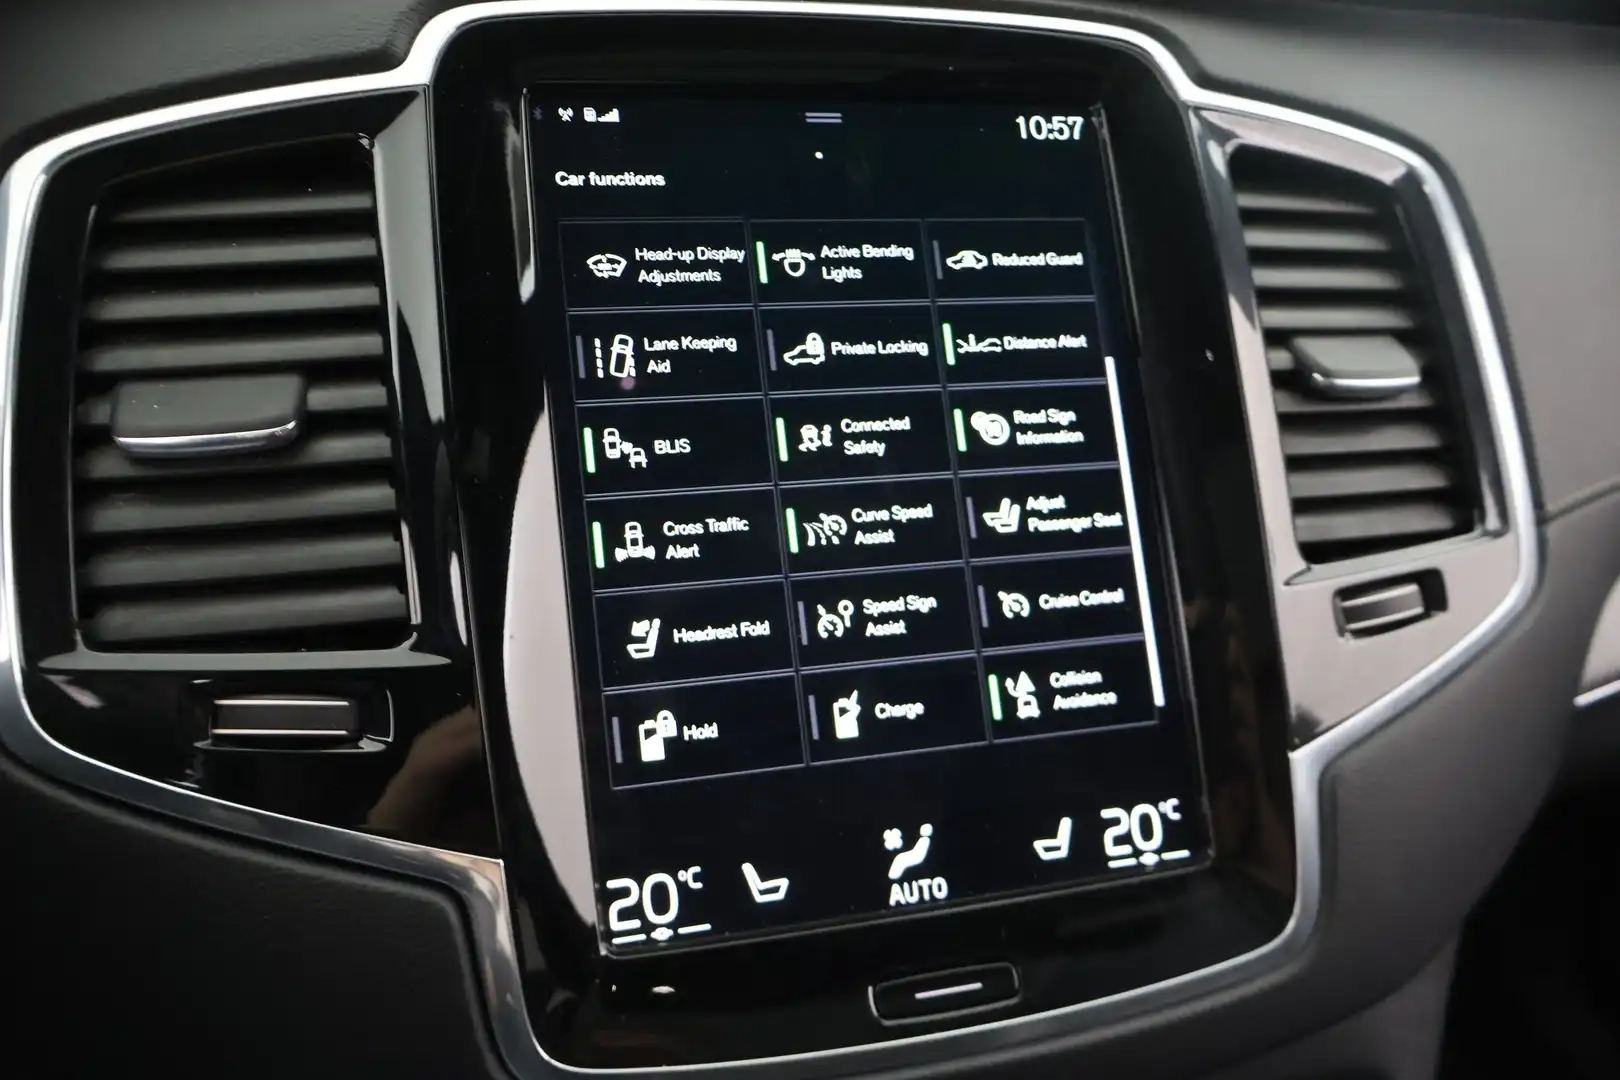 10:57
Car functions
Head-up Display
Adjustments
Active Bending
Lights
Reduced Guard
Lane Keeping
Aid
Private Locking
Distance Alert
BLIS
Connected
Safety
Road Sign
Information
Cross Traffic
Alert
Curve Speed
Assist
Adjust
Passenger Seat
Headrest Fold
Speed Sign
Assist
Cruise Control
Hold
Charge
Collision
Avoidance
20°C
AUTO
20°C